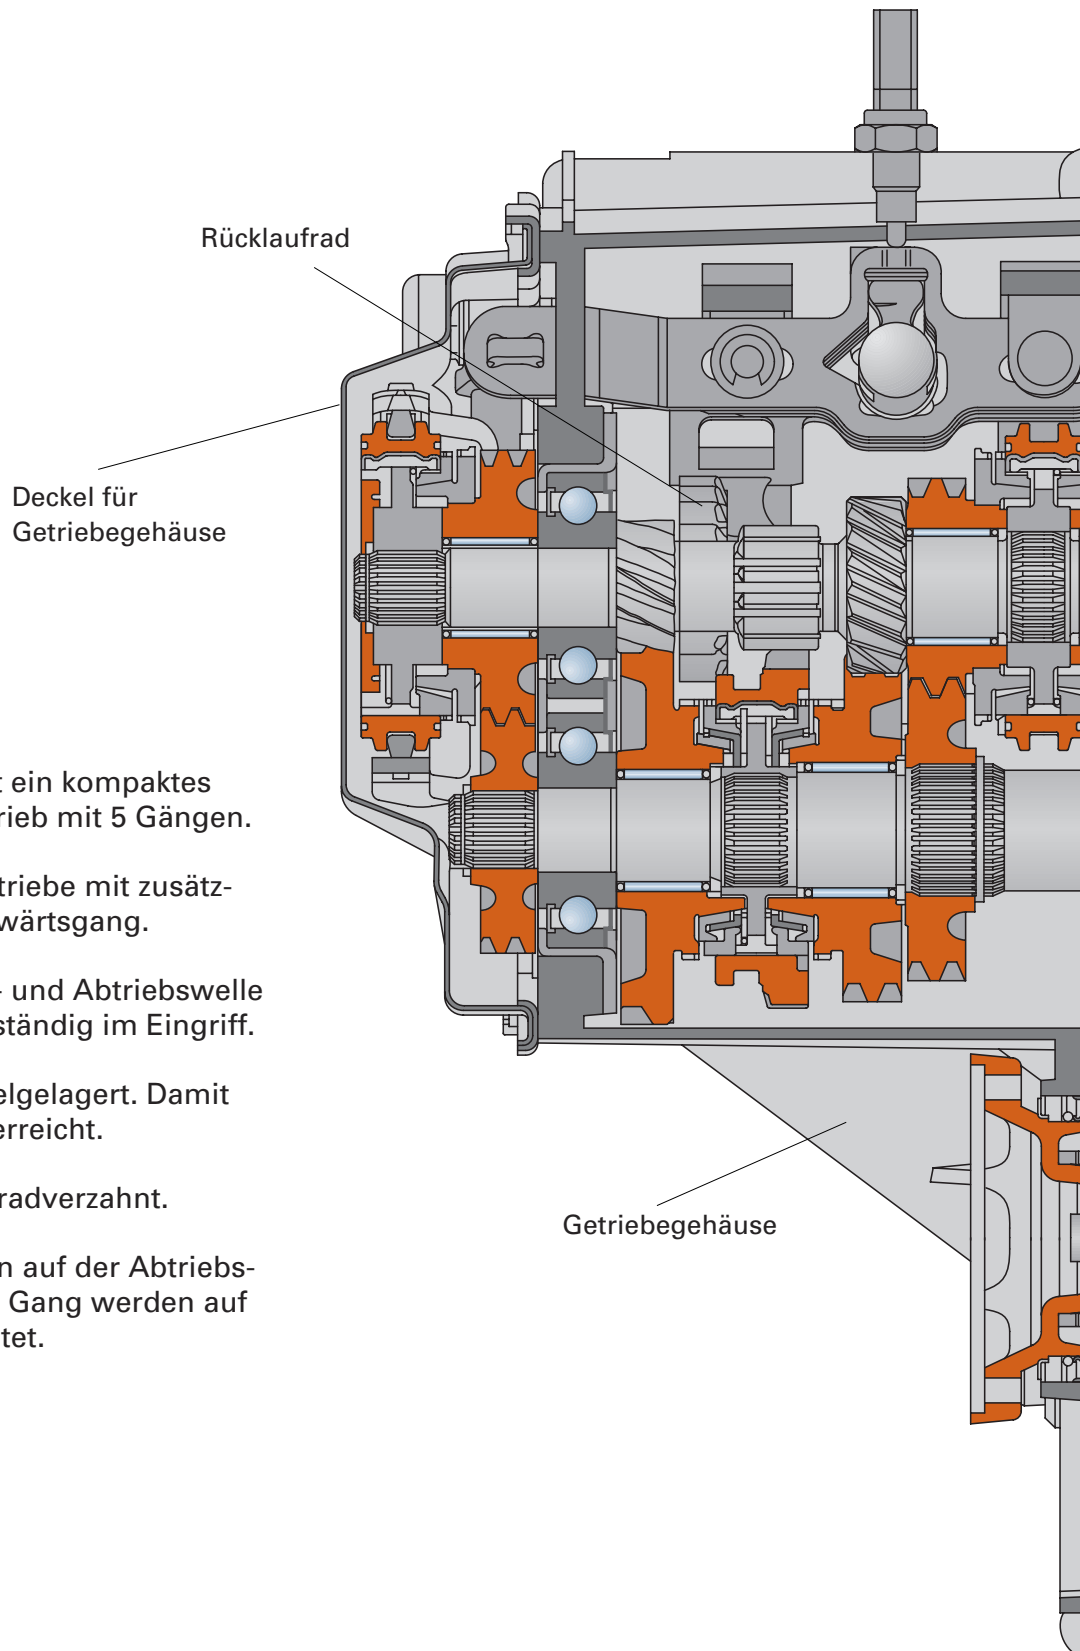 Rücklaufrad
Deckel für
Getriebegehäuse
t ein kompaktes
rieb mit 5 Gängen.
triebe mit zusätz-
wärtsgang.
- und Abtriebswelle
ständig im Eingriff.
elgelagert. Damit
erreicht.
radverzahnt.
Getriebegehäuse
n auf der Abtriebs-
Gang werden auf
tet.